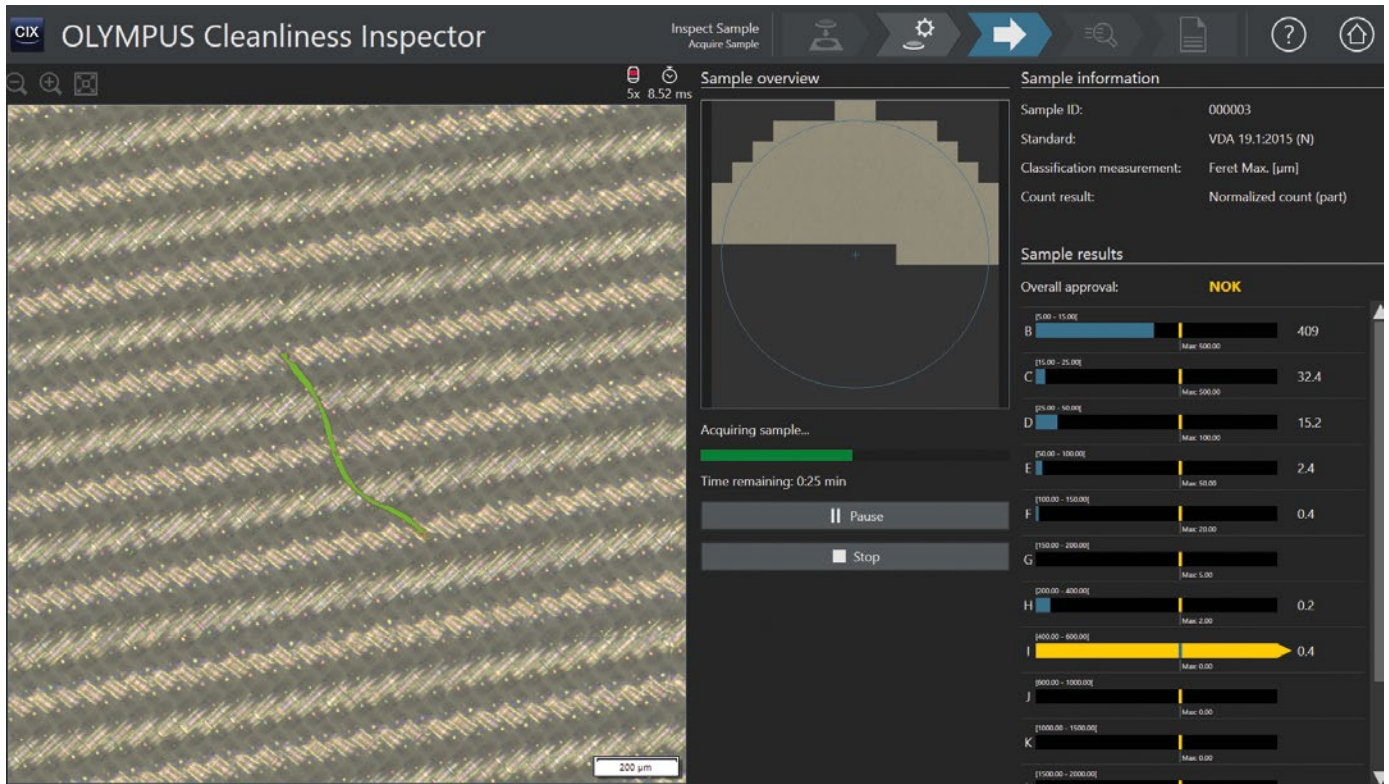 CIX OLYMPUS Cleanliness Inspector
Inspect Sample
Acquire Sample
?
5x 8.52 ms
200 µm
Sample overview
Acquiring sample...
Time remaining: 0:25 min
Pause
Stop
Sample information
Sample ID: 000003
Standard: VDA 19.1:2015 (N)
Classification measurement: Feret Max. [µm]
Count result: Normalized count (part)
Sample results
Overall approval: NOK
[5.00 - 15.00[
B 409
Max: 500.00
[15.00 - 25.00[
C 32.4
Max: 500.00
[25.00 - 50.00[
D 15.2
Max: 100.00
[50.00 - 100.00[
E 2.4
Max: 50.00
[100.00 - 150.00[
F 0.4
Max: 20.00
[150.00 - 200.00[
G
Max: 5.00
[200.00 - 400.00[
H 0.2
Max: 2.00
[400.00 - 600.00[
I 0.4
Max: 0.00
[600.00 - 1000.00[
J
Max: 0.00
[1000.00 - 1500.00[
K
Max: 0.00
[1500.00 - 2000.00[